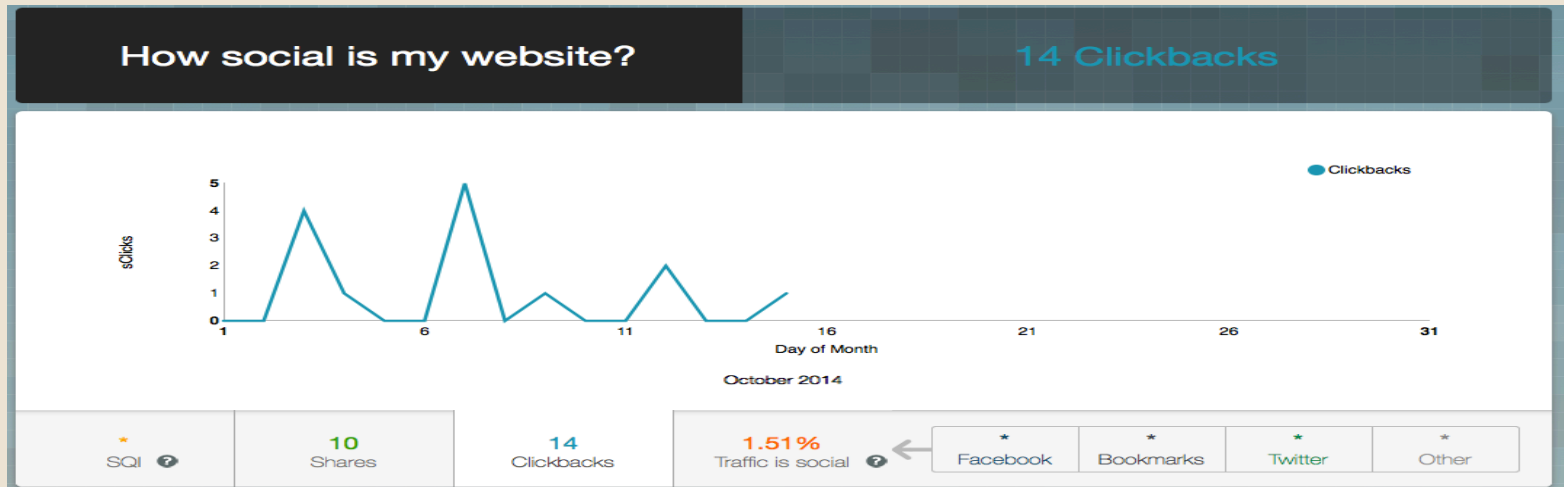 How social is my website?
14 Clickbacks
Clickbacks
5
4
3
2
1
0
sClicks
1 6 11 16 21 26 31
Day of Month
October 2014
*
SQI ?
10
Shares
14
Clickbacks
1.51%
Traffic is social ?
*
Facebook
*
Bookmarks
*
Twitter
*
Other